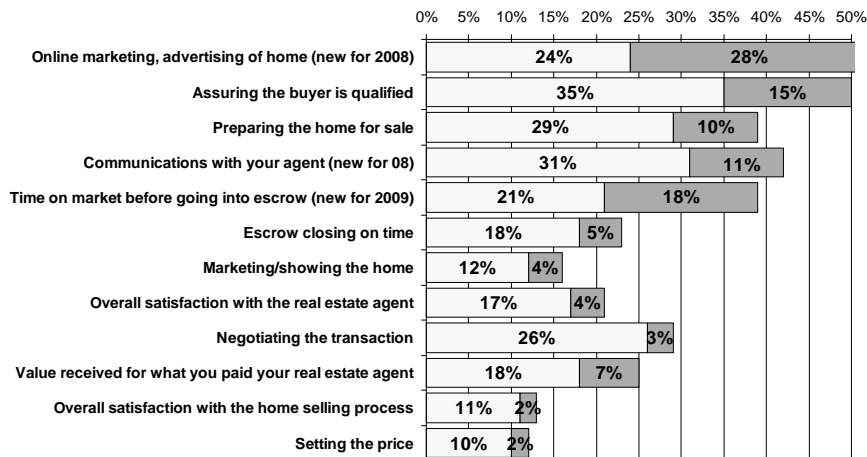 0% 5% 10% 15% 20% 25% 30% 35% 40% 45% 50%
Online marketing, advertising of home (new for 2008) 24% 28%
Assuring the buyer is qualified 35% 15%
Preparing the home for sale 29% 10%
Communications with your agent (new for 08) 31% 11%
Time on market before going into escrow (new for 2009) 21% 18%
Escrow closing on time 18% 5%
Marketing/showing the home 12% 4%
Overall satisfaction with the real estate agent 17% 4%
Negotiating the transaction 26% 3%
Value received for what you paid your real estate agent 18% 7%
Overall satisfaction with the home selling process 11% 2%
Setting the price 10% 2%